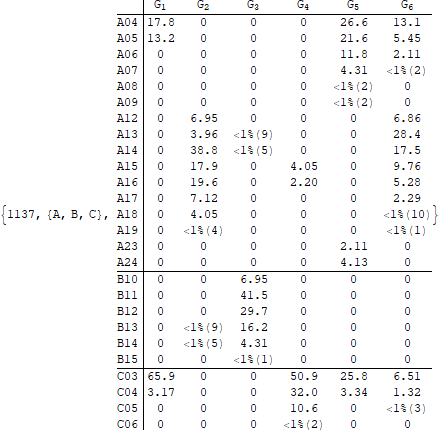 G1 G2 G3 G4 G5 G6
A04 17.8 0 0 0 26.6 13.1
A05 13.2 0 0 0 21.6 5.45
A06 0 0 0 0 11.8 2.11
A07 0 0 0 0 4.31 <1%(2)
A08 0 0 0 0 <1%(2) 0
A09 0 0 0 0 <1%(2) 0
A12 0 6.95 0 0 0 6.86
A13 0 3.96 <1%(9) 0 0 28.4
A14 0 38.8 <1%(5) 0 0 17.5
A15 0 17.9 0 4.05 0 9.76
A16 0 19.6 0 2.20 0 5.28
A17 0 7.12 0 0 0 2.29
{1137, {A, B, C}, A18 0 4.05 0 0 0 <1%(10)}
A19 0 <1%(4) 0 0 0 <1%(1)
A23 0 0 0 0 2.11 0
A24 0 0 0 0 4.13 0
B10 0 0 6.95 0 0 0
B11 0 0 41.5 0 0 0
B12 0 0 29.7 0 0 0
B13 0 <1%(9) 16.2 0 0 0
B14 0 <1%(5) 4.31 0 0 0
B15 0 0 <1%(1) 0 0 0
C03 65.9 0 0 50.9 25.8 6.51
C04 3.17 0 0 32.0 3.34 1.32
C05 0 0 0 10.6 0 <1%(3)
C06 0 0 0 <1%(2) 0 0